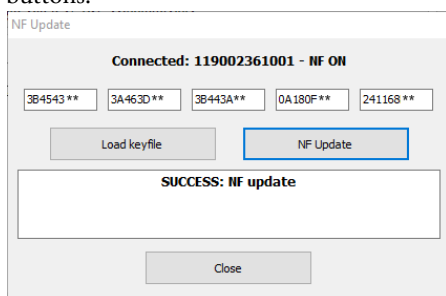 buttons.
NF Update
Connected: 119002361001 - NF ON
3B4543** 3A463D** 3B443A** 0A180F** 241168**
Load keyfile NF Update
SUCCESS: NF update
Close